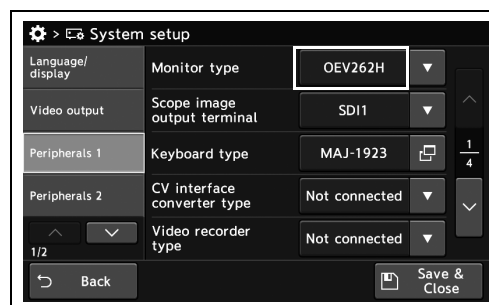 > System setup
Language/
display
Monitor type
OEV262H
Video output
Scope image
output terminal
SDI1
Peripherals 1
Keyboard type
MAJ-1923
1
4
Peripherals 2
CV interface
converter type
Not connected
1/2
Video recorder
type
Not connected
Back
Save &
Close